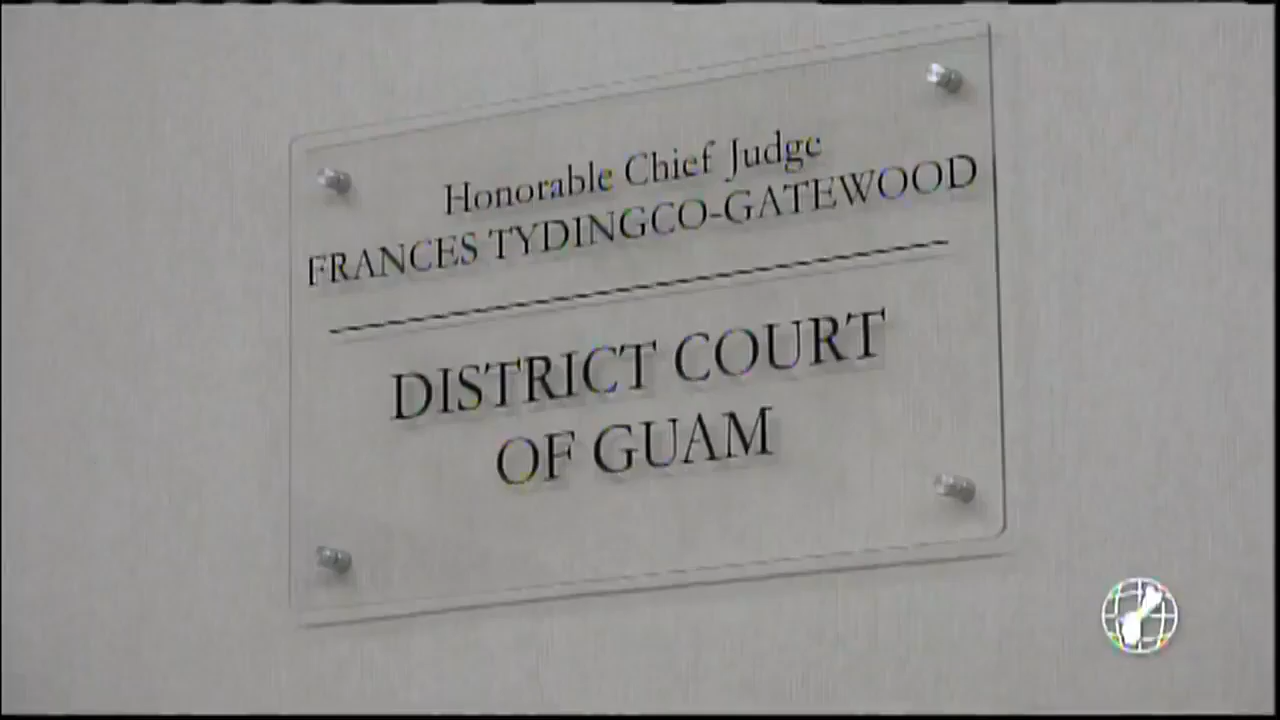 Honorable Chief Judge
FRANCES TYDINGCO-GATEWOOD
DISTRICT COURT
OF GUAM